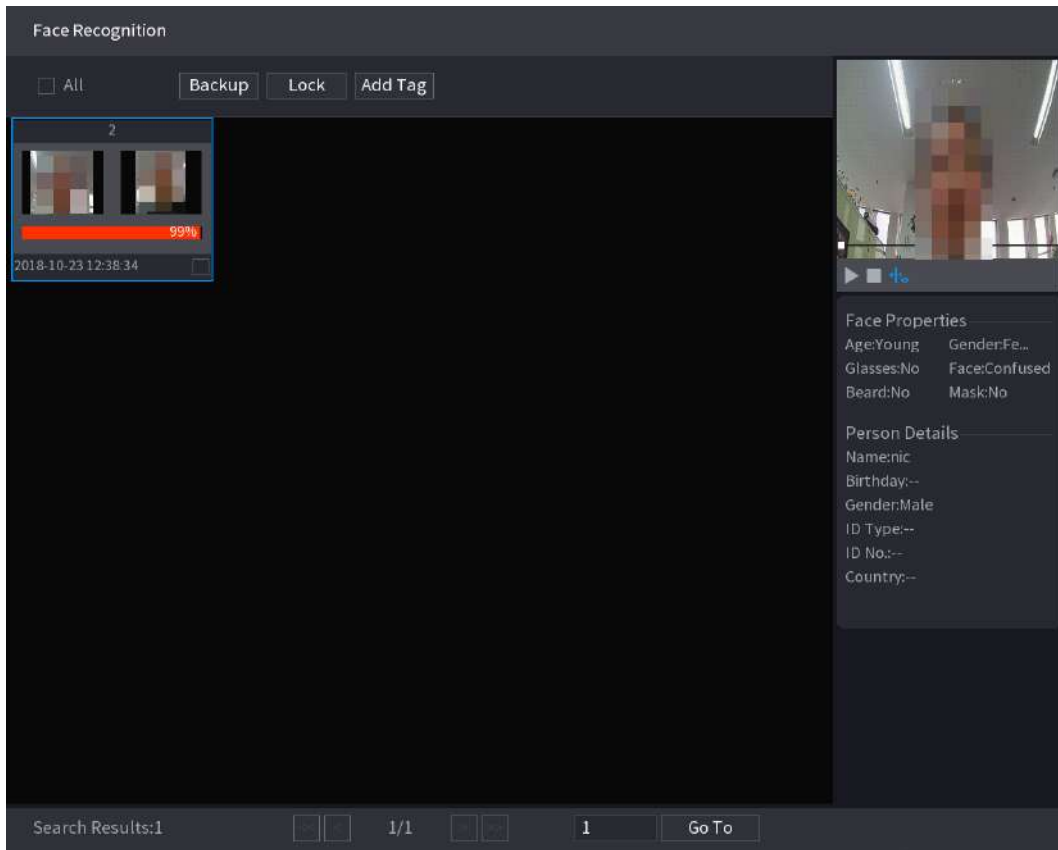 Face Recognition
All Backup Lock Add Tag
2
99%
2018-10-23 12:38:34
Face Properties
Age:Young Gender:Fe...
Glasses:No Face:Confused
Beard:No Mask:No
Person Details
Name:nic
Birthday:--
Gender:Male
ID Type:--
ID No.:--
Country:--
Search Results:1 1/1 1 Go To